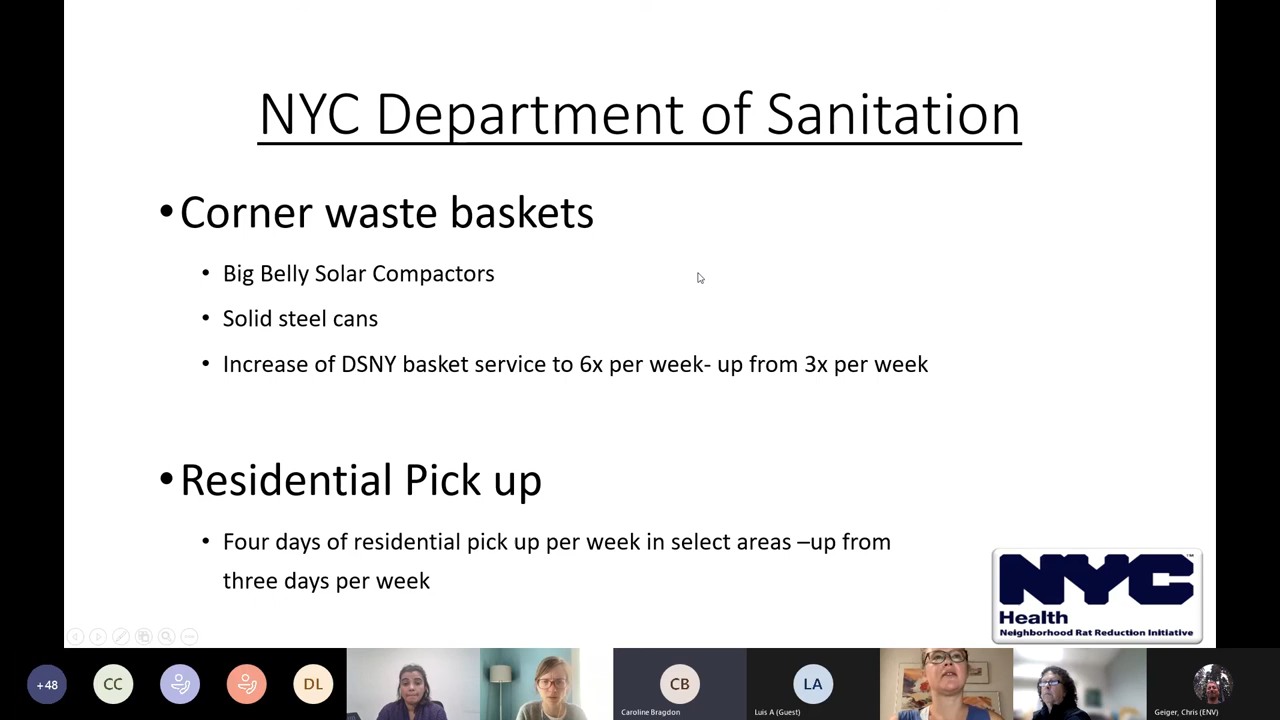 NYC Department of Sanitation
•Corner waste baskets
• Big Belly Solar Compactors
• Solid steel cans
• Increase of DSNY basket service to 6x per week- up from 3x per week
•Residential Pick up
• Four days of residential pick up per week in select areas –up from
three days per week
NYC™
Health
Neighborhood Rat Reduction Initiative
+48
CC
DL
CB
Caroline Bragdon
LA
Luis A (Guest)
Geiger, Chris (ENV)